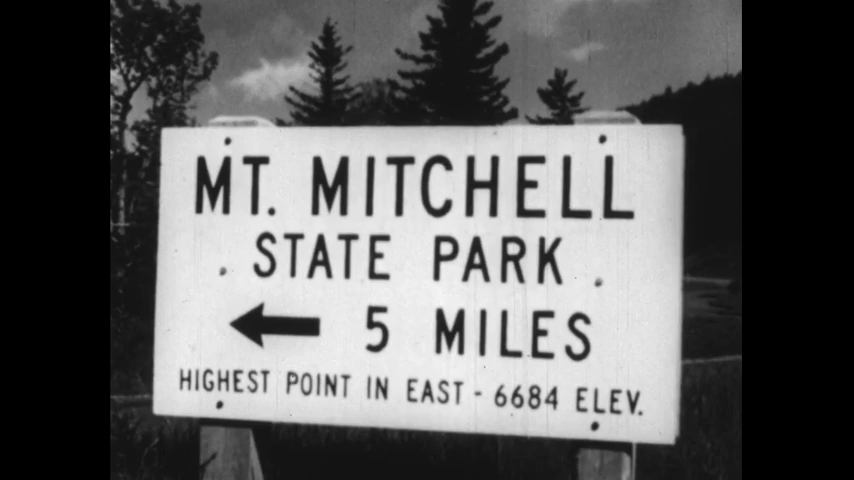 MT. MITCHELL
STATE PARK
5 MILES
HIGHEST POINT IN EAST - 6684 ELEV.